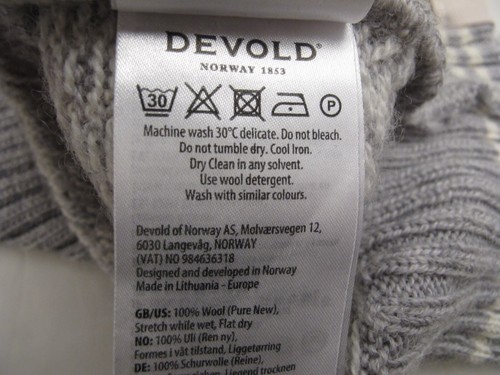 DEVOLD®
NORWAY 1853
30 P
Machine wash 30°C delicate. Do not bleach.
Do not tumble dry. Cool Iron.
Dry Clean in any solvent.
Use wool detergent.
Wash with similar colours.
Devold of Norway AS, Molværsvegen 12,
6030 Langevåg, NORWAY
(VAT) NO 984636318
Designed and developed in Norway
Made in Lithuania - Europe
GB/US: 100% Wool (Pure New),
Stretch while wet, Flat dry
NO: 100% Ull (Ren ny),
Formes i våt tilstand, Liggetørring
DE: 100% Schurwolle (Reine),
Liegend trocknen